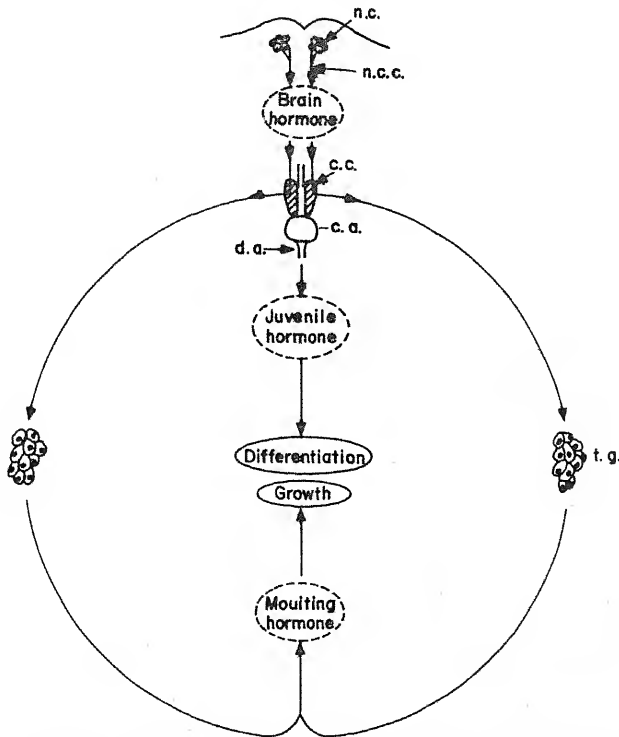 n.c.
n.c.c.
Brain
hormone
c.c.
c.a.
d.a.
Juvenile
hormone
Differentiation
t.g.
Growth
Moulting
hormone